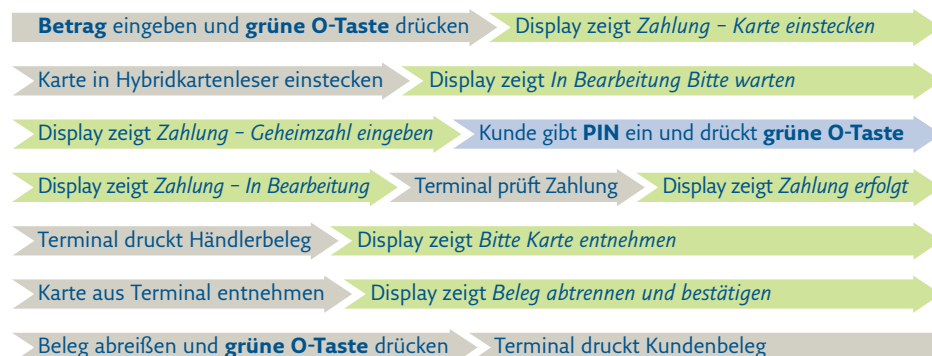 Betrag eingeben und grüne O-Taste drücken Display zeigt Zahlung – Karte einstecken
Karte in Hybridkartenleser einstecken Display zeigt In Bearbeitung Bitte warten
Display zeigt Zahlung – Geheimzahl eingeben Kunde gibt PIN ein und drückt grüne O-Taste
Display zeigt Zahlung – In Bearbeitung Terminal prüft Zahlung Display zeigt Zahlung erfolgt
Terminal druckt Händlerbeleg Display zeigt Bitte Karte entnehmen
Karte aus Terminal entnehmen Display zeigt Beleg abtrennen und bestätigen
Beleg abreißen und grüne O-Taste drücken Terminal druckt Kundenbeleg